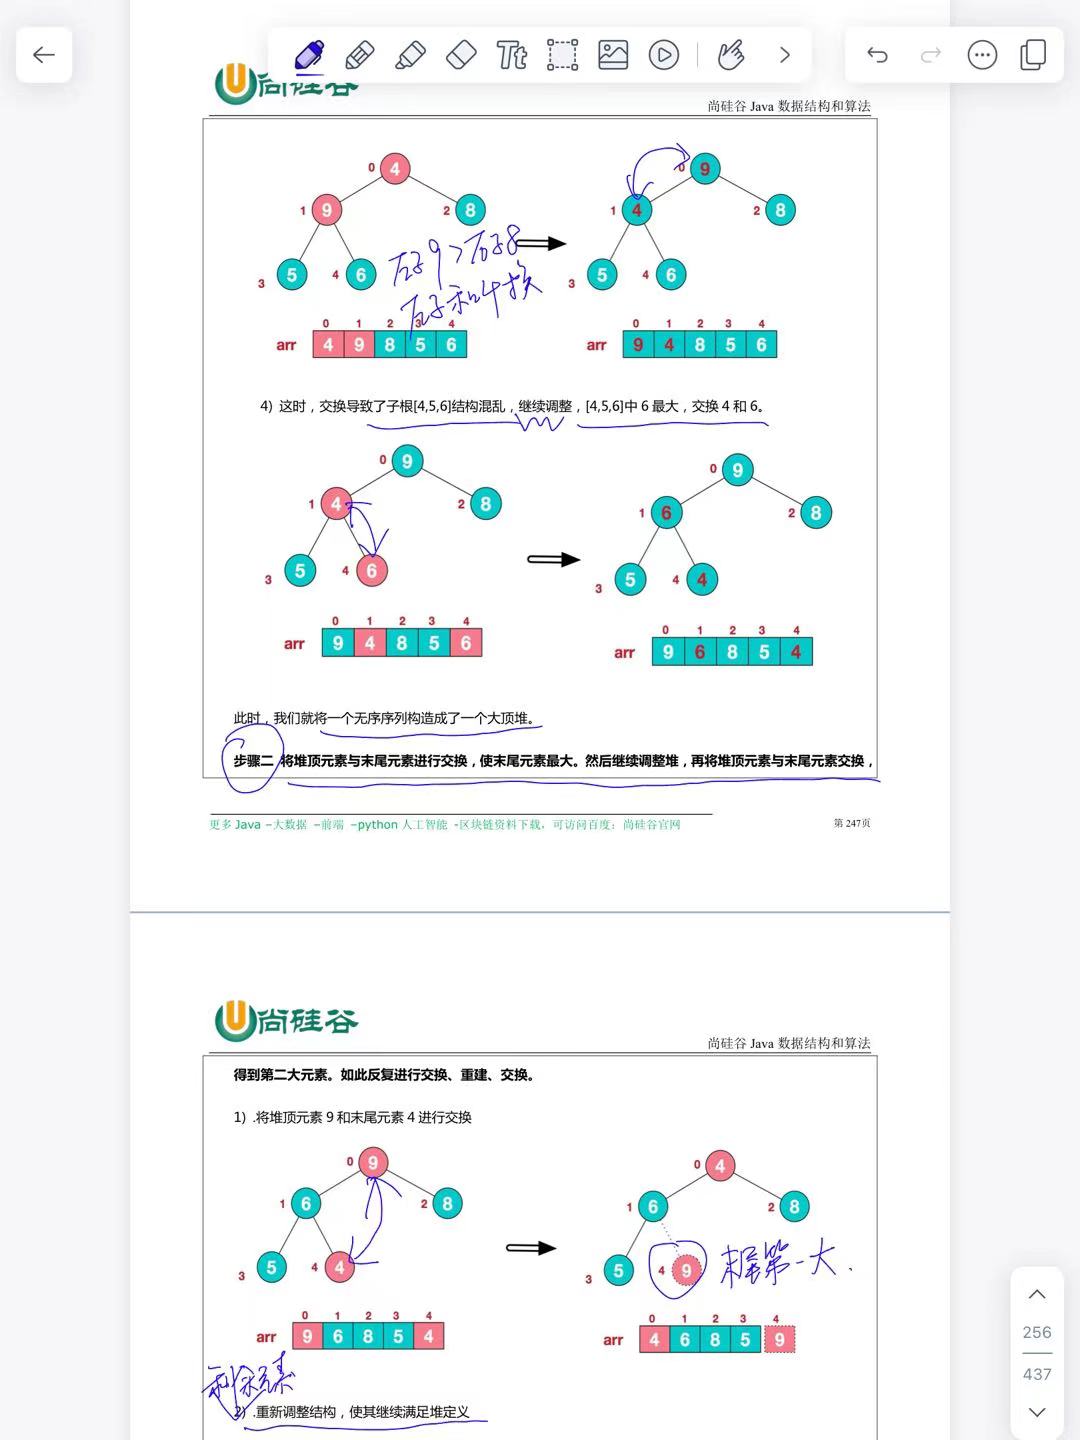 Tt
尚硅谷
尚硅谷 Java 数据结构和算法
0 4
0 9
1 9
2 8
1 4
2 8
左子9>右子8
3 5
4 6
3 5
4 6
左子和4换
0 1 2 3 4
0 1 2 3 4
arr 4 9 8 5 6
arr 9 4 8 5 6
4) 这时，交换导致了子根[4,5,6]结构混乱，继续调整，[4,5,6]中 6 最大，交换 4 和 6。
0 9
0 9
1 4
2 8
1 6
2 8
3 5
4 6
3 5
4 4
0 1 2 3 4
0 1 2 3 4
arr 9 4 8 5 6
arr 9 6 8 5 4
此时，我们就将一个无序序列构造成了一个大顶堆。
步骤二 将堆顶元素与末尾元素进行交换，使末尾元素最大。然后继续调整堆，再将堆顶元素与末尾元素交换，
更多 Java –大数据 –前端 –python 人工智能 -区块链资料下载，可访问百度：尚硅谷官网
第 247页
尚硅谷
尚硅谷 Java 数据结构和算法
得到第二大元素。如此反复进行交换、重建、交换。
1) .将堆顶元素 9 和末尾元素 4 进行交换
0 9
0 4
1 6
2 8
1 6
2 8
3 5
4 4
3 5
4 9
末尾第一大.
0 1 2 3 4
0 1 2 3 4
arr 9 6 8 5 4
arr 4 6 8 5 9
剩余元素
2) .重新调整结构，使其继续满足堆定义
256
437